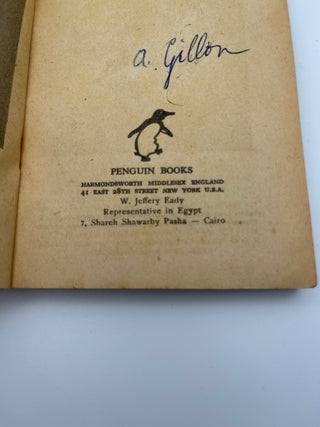 a. Gillon
PENGUIN BOOKS
HARMONDSWORTH MIDDLESEX ENGLAND
41 EAST 28TH STREET NEW YORK U.S.A.
W. Jeffery Eady
Representative in Egypt
7, Shareh Shawarby Pasha — Cairo